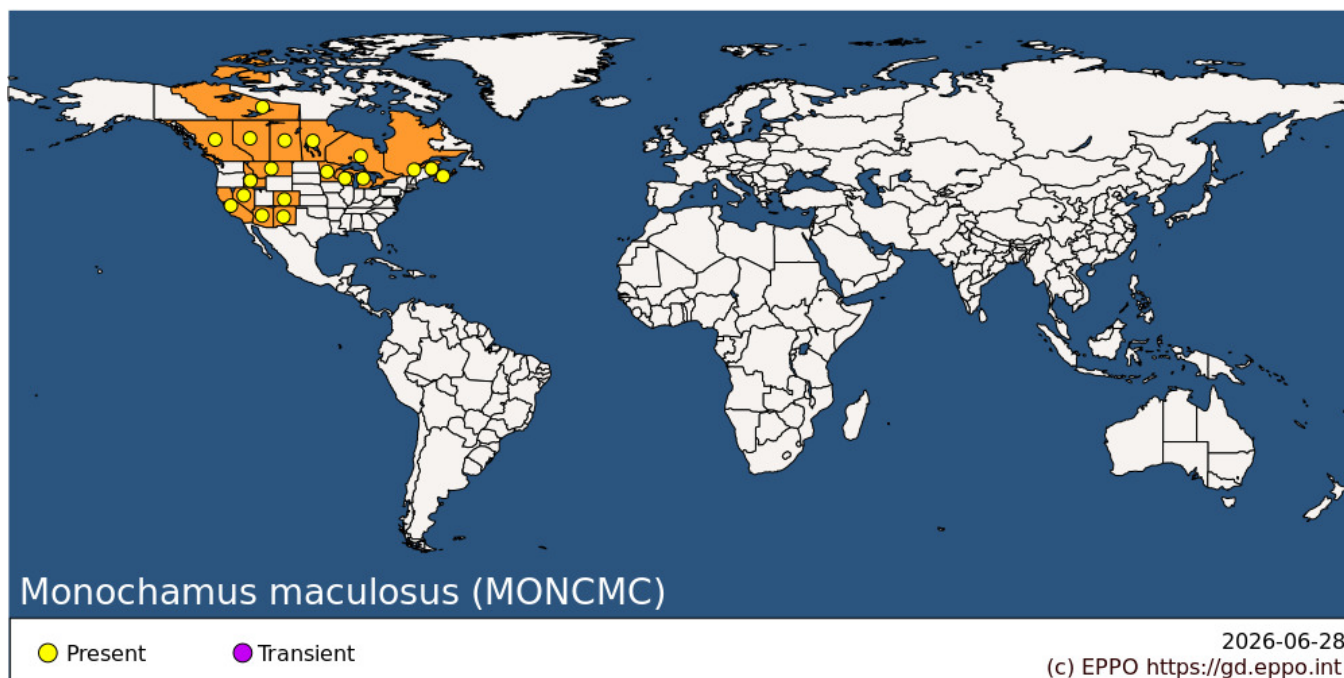 Monochamus maculosus (MONCMC)
Present
Transient
2026-06-28
(c) EPPO https://gd.eppo.int